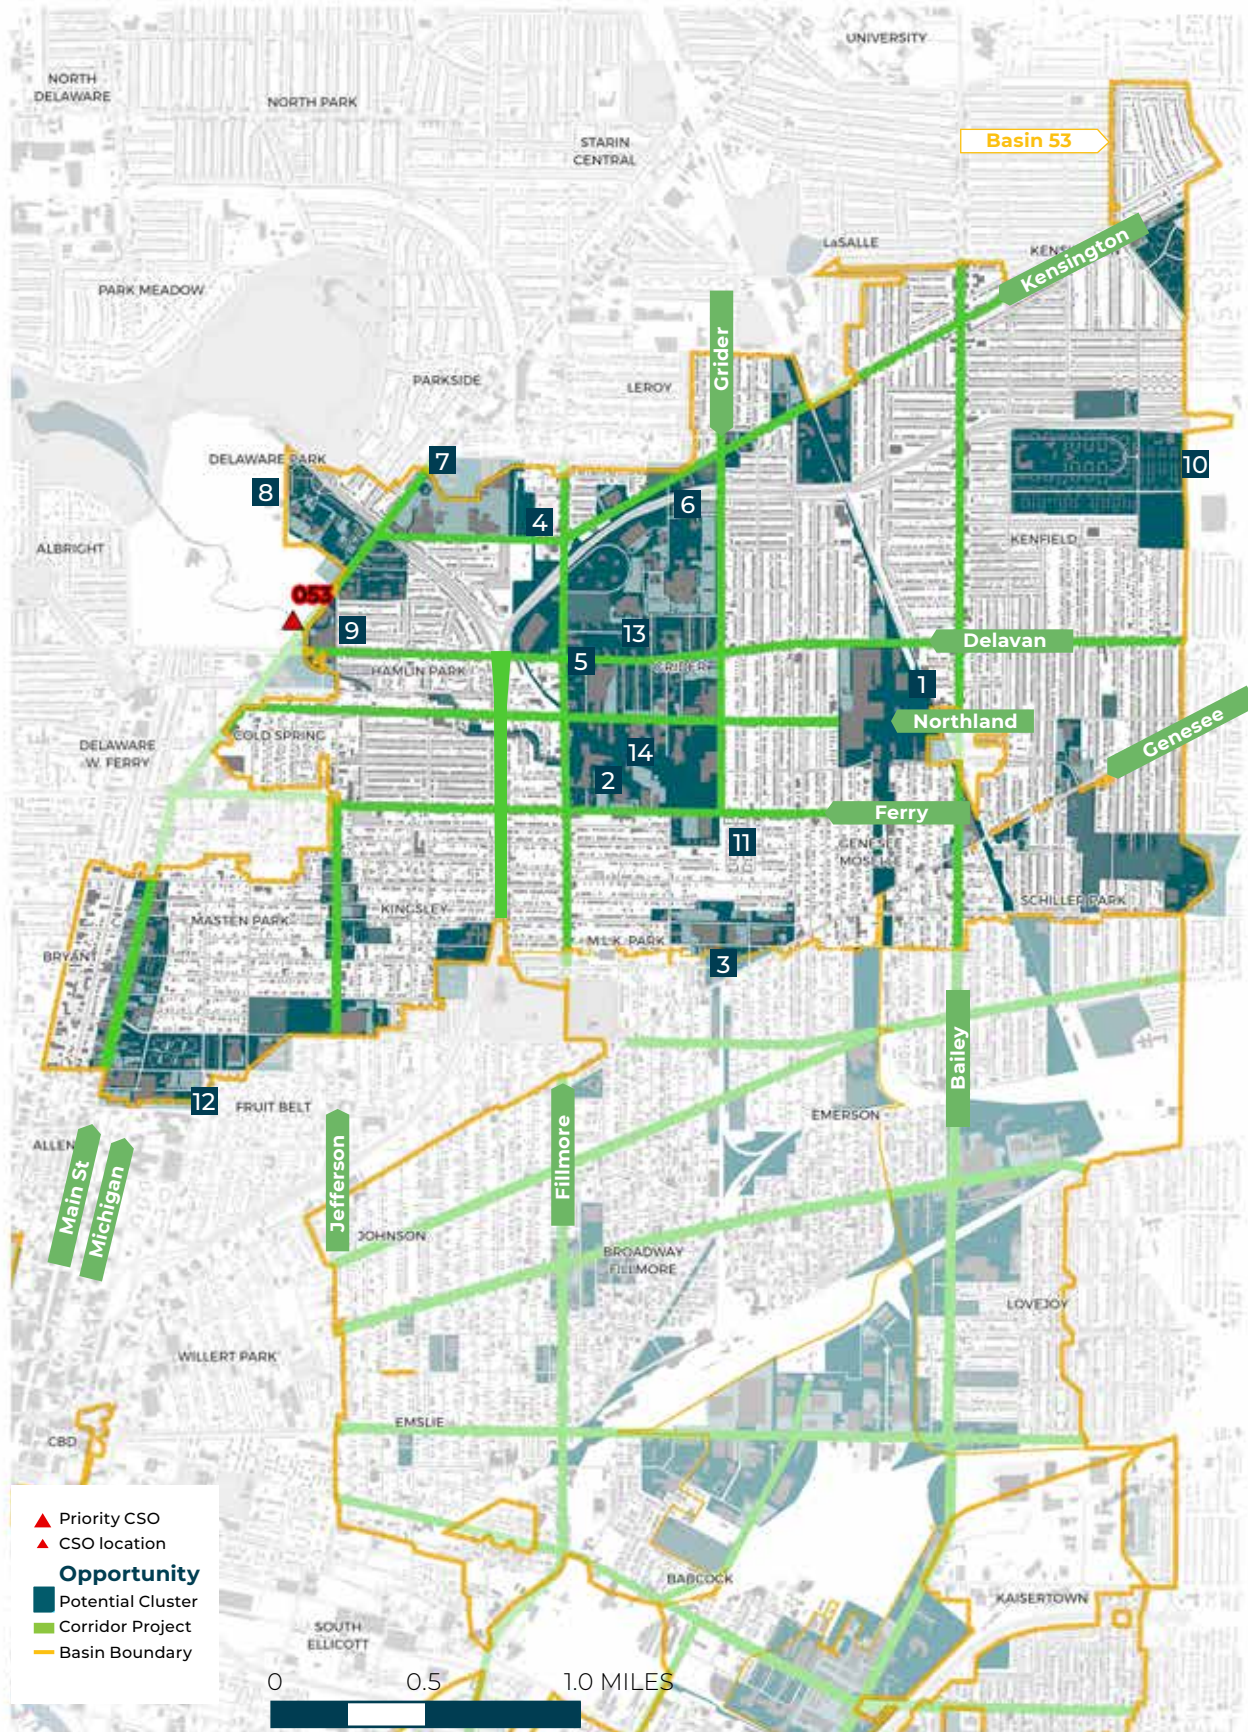 UNIVERSITY
NORTH
DELAWARE
NORTH PARK
STARIN
CENTRAL
Basin 53
LaSALLE
Kensington
PARK MEADOW
Grider
PARKSIDE
LEROY
DELAWARE PARK
7
8
10
6
4
ALBRIGHT
KENFIELD
053
9
13
Delavan
5
GRIDER
HAMLIN PARK
1
Northland
COLD SPRING
Genesee
DELAWARE
W. FERRY
14
2
Ferry
11
GENESEE
MOSELLE
SCHILLER PARK
KINGSLEY
MASTEN PARK
M.L.K. PARK
BRYANT
3
Bailey
12
FRUIT BELT
EMERSON
ALLEN
Main St
Michigan
Jefferson
Fillmore
JOHNSON
BROADWAY
FILLMORE
LOVEJOY
WILLERT PARK
EMSLIE
CBD
BABCOCK
KAISERTOWN
SOUTH
ELLICOTT
Priority CSO
CSO location
Opportunity
Potential Cluster
Corridor Project
Basin Boundary
0 0.5 1.0 MILES